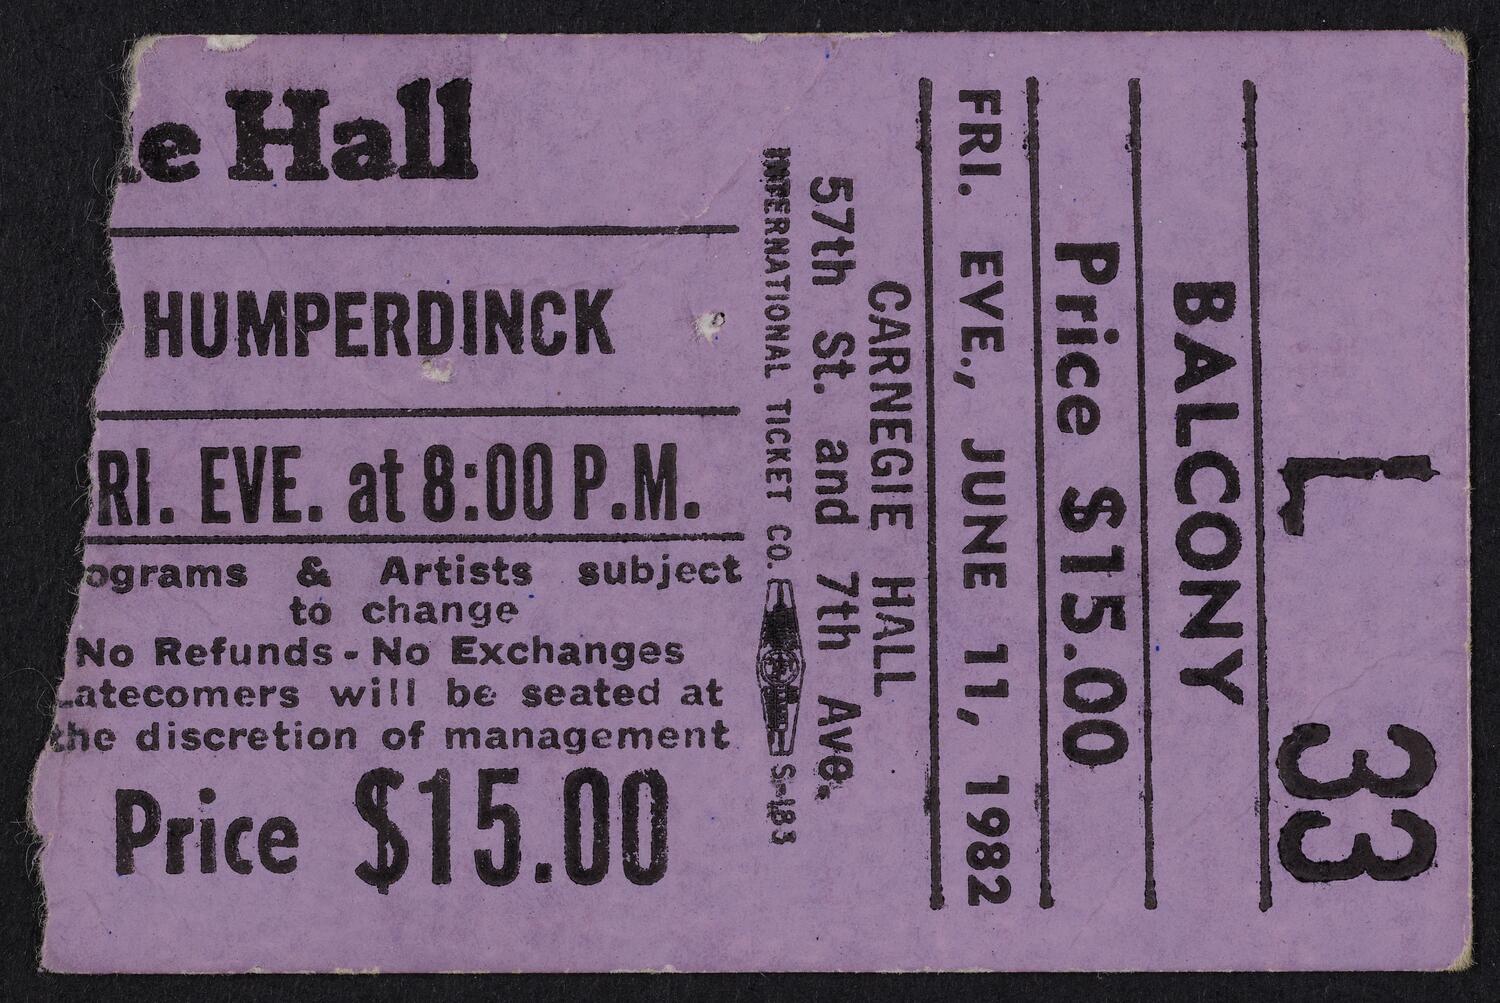 e Hall
HUMPERDINCK
RI. EVE. at 8:00 P.M.
ograms & Artists subject
to change
No Refunds - No Exchanges
Latecomers will be seated at
the discretion of management
Price $15.00
L 33
BALCONY
Price $15.00
FRI. EVE., JUNE 11, 1982
CARNEGIE HALL
57th St. and 7th Ave.
INTERNATIONAL TICKET CO. S-183